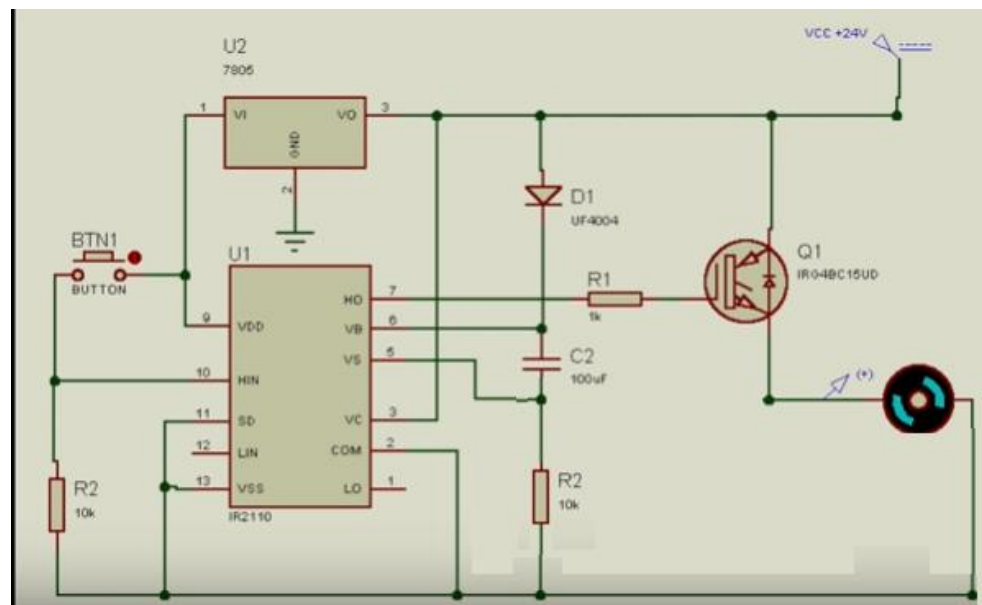 VCC +24V
U2
7805
1 VI VO 3
GND
2
BTN1
BUTTON
U1
D1
UF4004
Q1
IRG4BC15UD
HO 7
R1
1k
9 VDD
VB 6
VS 5
C2
100uF
(+)
10 HIN
11 SD
VC 3
12 LIN
COM 2
13 VSS
LO 1
IR2110
R2
10k
R2
10k